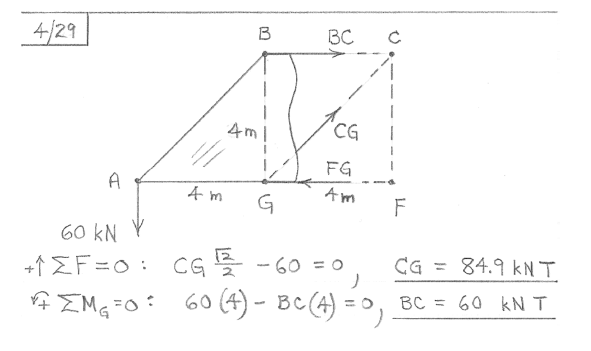 4/29
B BC C
4m
CG
FG
A 4 m G 4m F
60 kN
+↑ ΣF = 0 : CG √2/2 - 60 = 0, CG = 84.9 kN T
↶+ ΣM_G = 0 : 60 (4) - BC (4) = 0, BC = 60 kN T